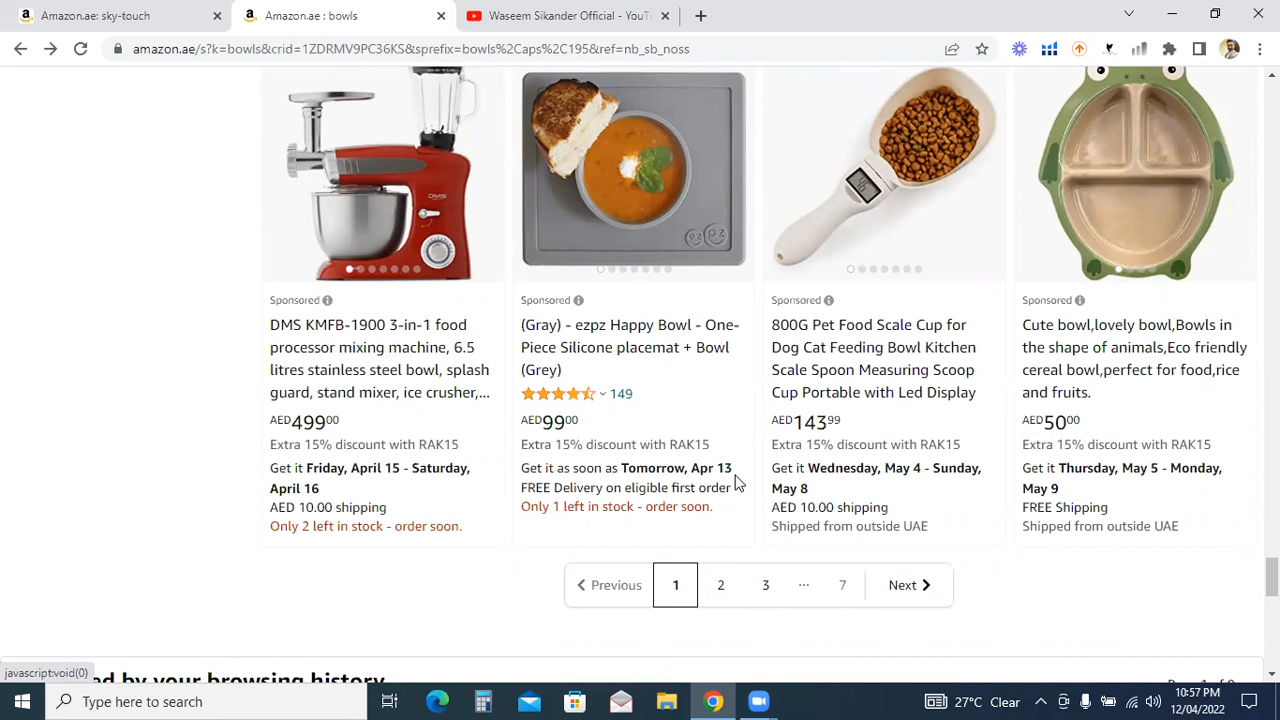 Amazon.ae: sky-touch
Amazon.ae : bowls
Waseem Sikander Official - YouT
amazon.ae/s?k=bowls&crid=1ZDRMV9PC36KS&sprefix=bowls%2Caps%2C195&ref=nb_sb_noss
DMS
Sponsored
DMS KMFB-1900 3-in-1 food
processor mixing machine, 6.5
litres stainless steel bowl, splash
guard, stand mixer, ice crusher,...
AED49900
Extra 15% discount with RAK15
Get it Friday, April 15 - Saturday,
April 16
AED 10.00 shipping
Only 2 left in stock - order soon.
ez pz
Sponsored
(Gray) - ezpz Happy Bowl - One-
Piece Silicone placemat + Bowl
(Grey)
149
AED9900
Extra 15% discount with RAK15
Get it as soon as Tomorrow, Apr 13
FREE Delivery on eligible first order
Only 1 left in stock - order soon.
Sponsored
800G Pet Food Scale Cup for
Dog Cat Feeding Bowl Kitchen
Scale Spoon Measuring Scoop
Cup Portable with Led Display
AED14399
Extra 15% discount with RAK15
Get it Wednesday, May 4 - Sunday,
May 8
AED 10.00 shipping
Shipped from outside UAE
Sponsored
Cute bowl,lovely bowl,Bowls in
the shape of animals,Eco friendly
cereal bowl,perfect for food,rice
and fruits.
AED5000
Extra 15% discount with RAK15
Get it Thursday, May 5 - Monday,
May 9
FREE Shipping
Shipped from outside UAE
Previous 1 2 3 ... 7 Next
javascript:void(0)
ed by your browsing history
Type here to search
27°C Clear
10:57 PM
12/04/2022